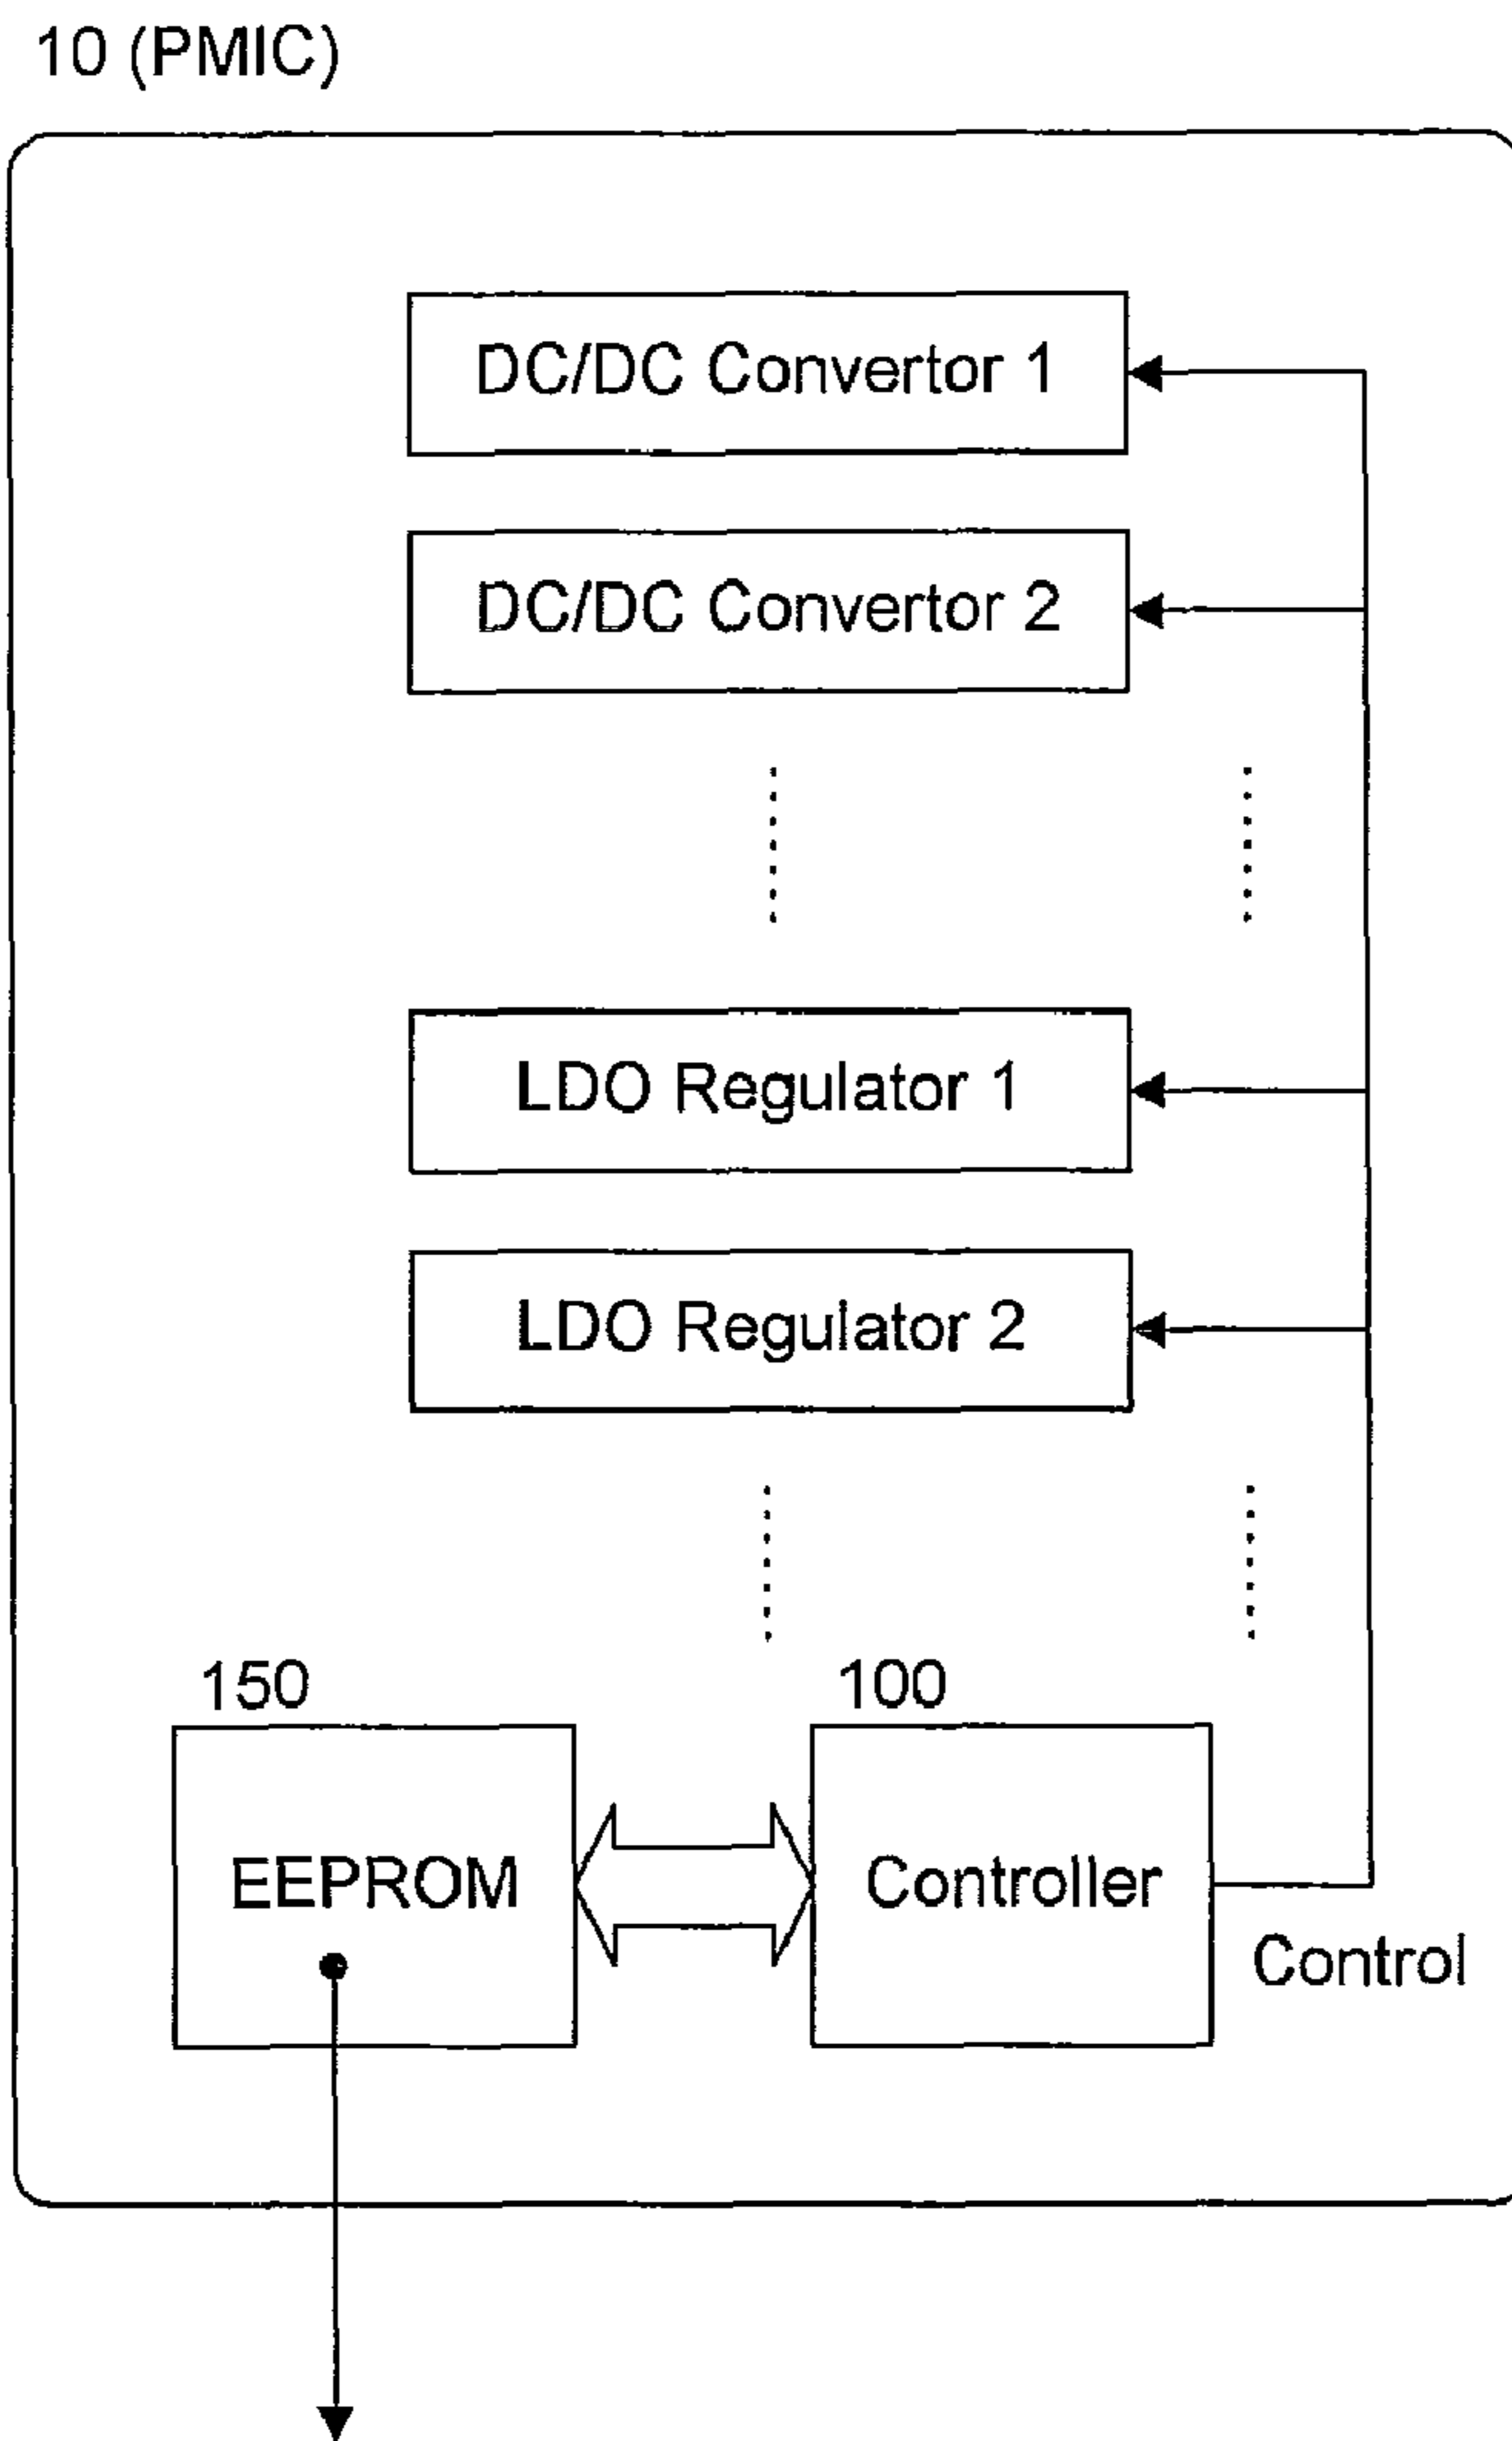 10 (PMIC)
DC/DC Convertor 1
DC/DC Convertor 2
LDO Regulator 1
LDO Regulator 2
150
100
EEPROM
Controller
Control